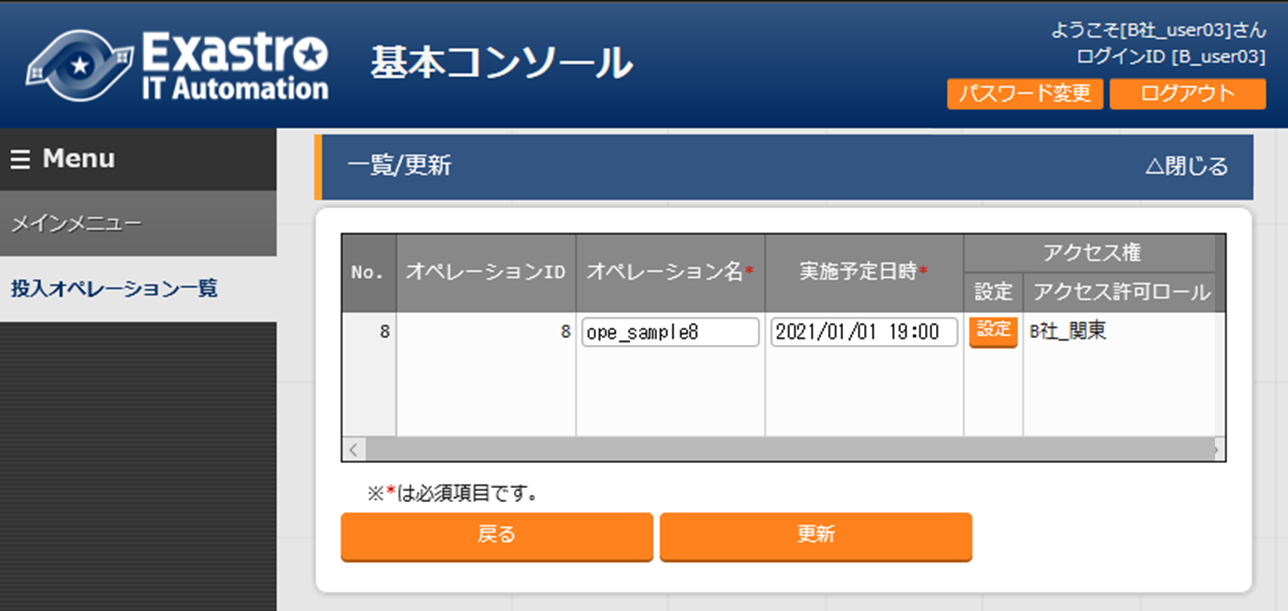 Exastro
IT Automation
基本コンソール
ようこそ[B社_user03]さん
ログインID [B_user03]
パスワード変更 ログアウト
☰ Menu
メインメニュー
投入オペレーション一覧
一覧/更新 △閉じる
No. オペレーションID オペレーション名* 実施予定日時* アクセス権
設定 アクセス許可ロール
8 8 ope_sample8 2021/01/01 19:00 設定 B社_関東
※*は必須項目です。
戻る 更新